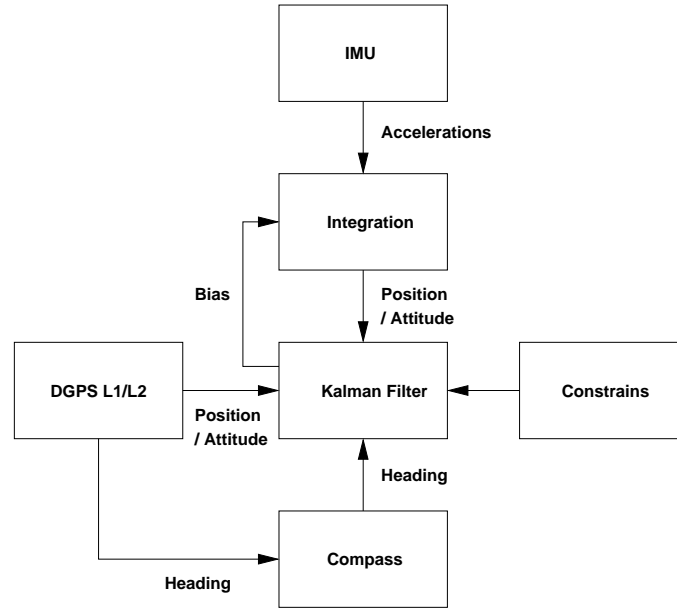 IMU
Accelerations
Integration
Bias
Position
/ Attitude
DGPS L1/L2
Position
/ Attitude
Kalman Filter
Constrains
Heading
Compass
Heading